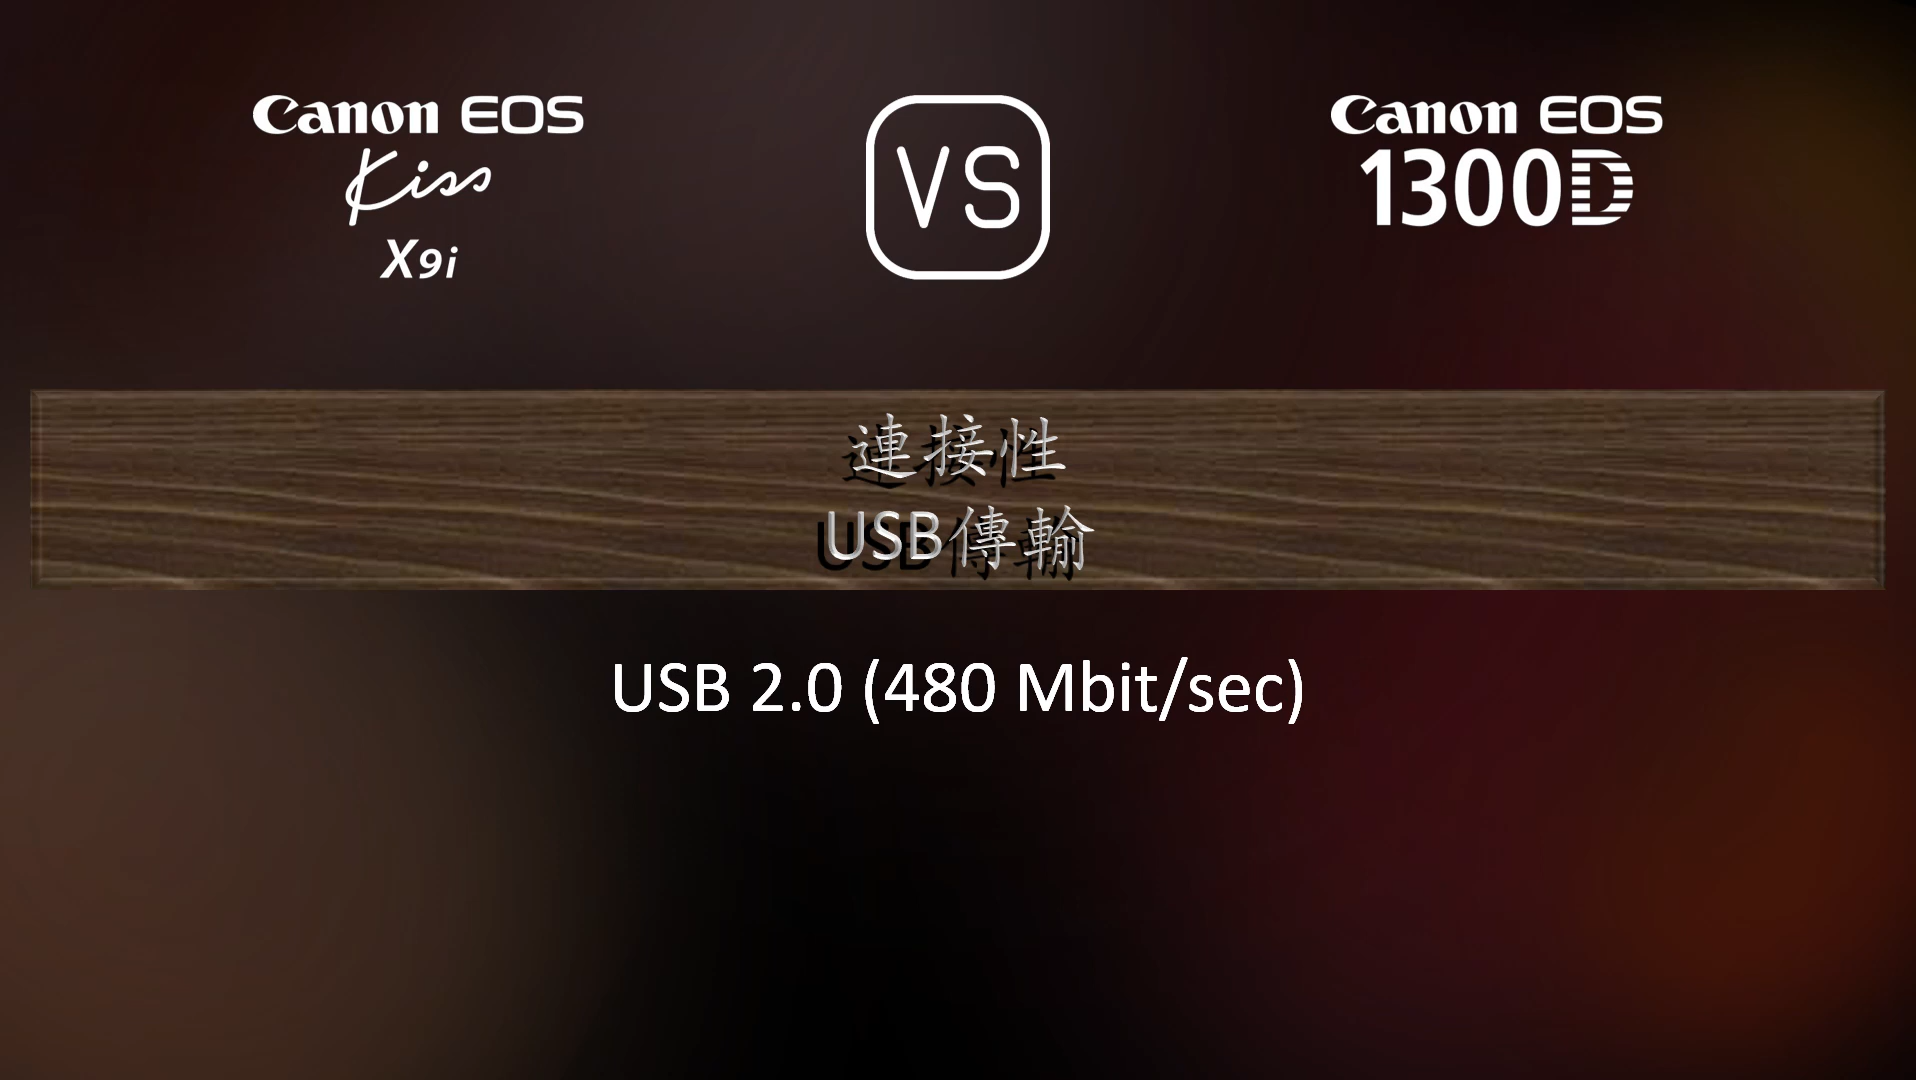 Canon EOS
Kiss
X9i
VS
Canon EOS
1300D
連接性
USB傳輸
USB 2.0 (480 Mbit/sec)